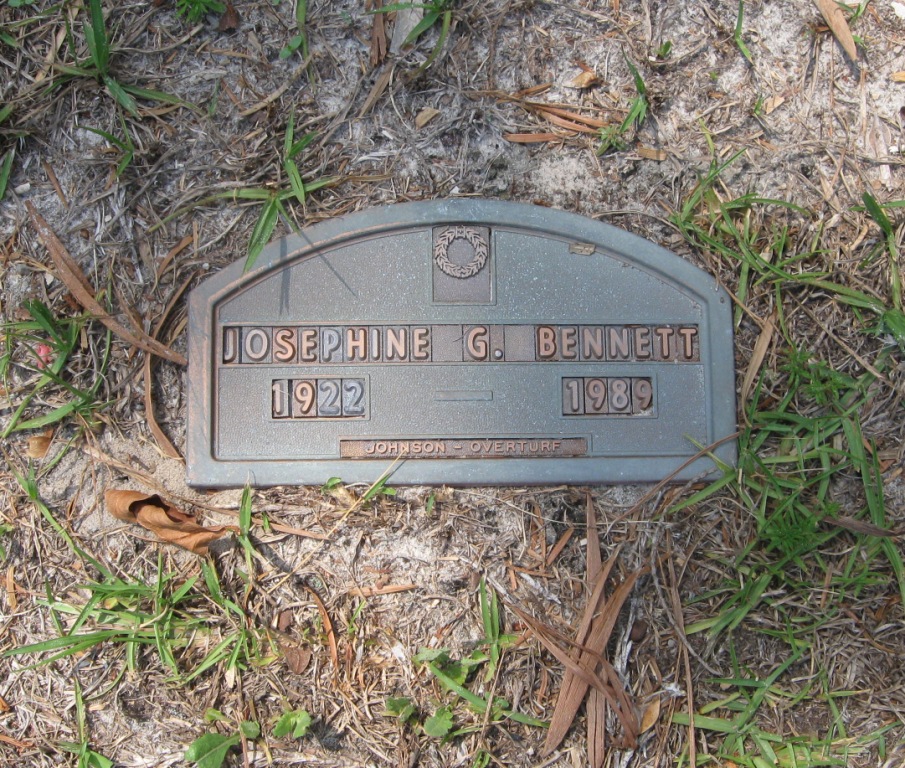 JOSEPHINE G. BENNETT
1922 — 1989
JOHNSON - OVERTURF